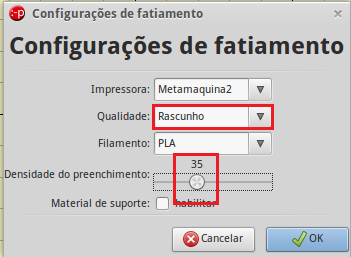 Configurações de fatiamento
Configurações de fatiamento
Impressora: Metamaquina2
Qualidade: Rascunho
Filamento: PLA
35
Densidade do preenchimento:
Material de suporte: habilitar
Cancelar OK